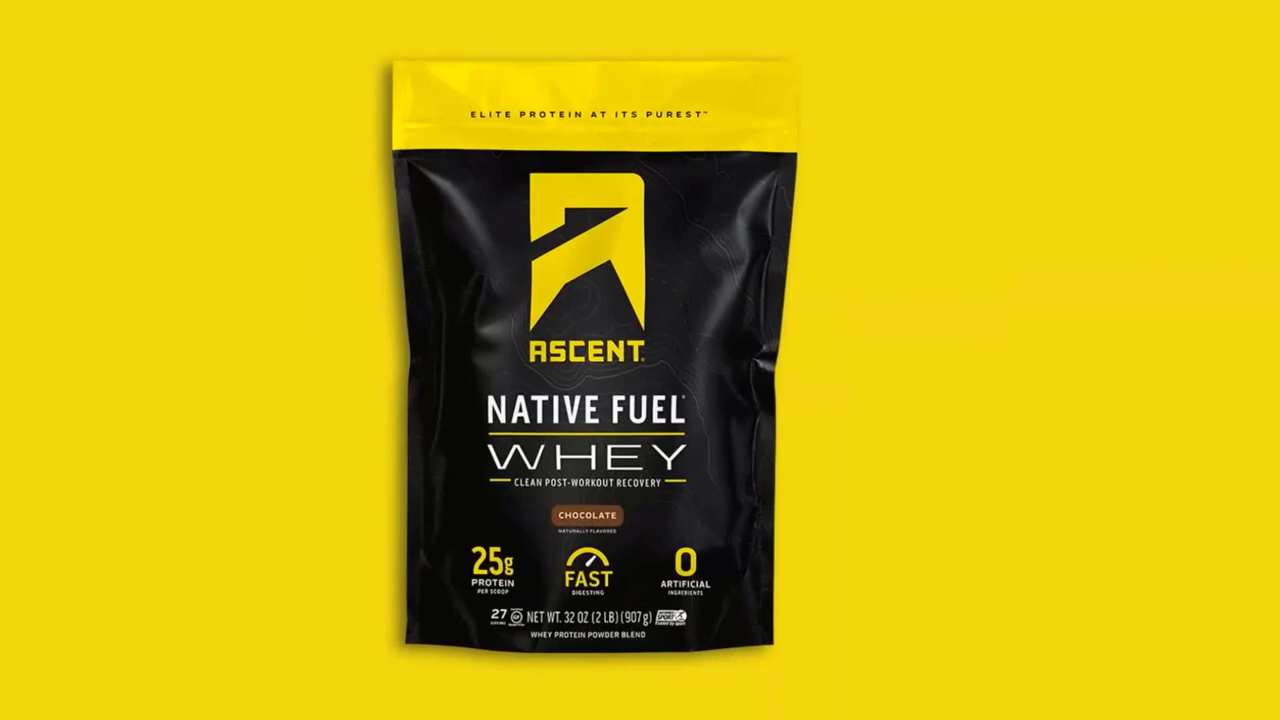 ELITE PROTEIN AT ITS PUREST™
ASCENT
NATIVE FUEL®
WHEY
CLEAN POST-WORKOUT RECOVERY
CHOCOLATE
NATURALLY FLAVORED
25g
PROTEIN
PER SCOOP
FAST
DIGESTING
0
ARTIFICIAL
INGREDIENTS
27
NET WT. 32 OZ (2 LB) (907g)
SPORT
WHEY PROTEIN POWDER BLEND